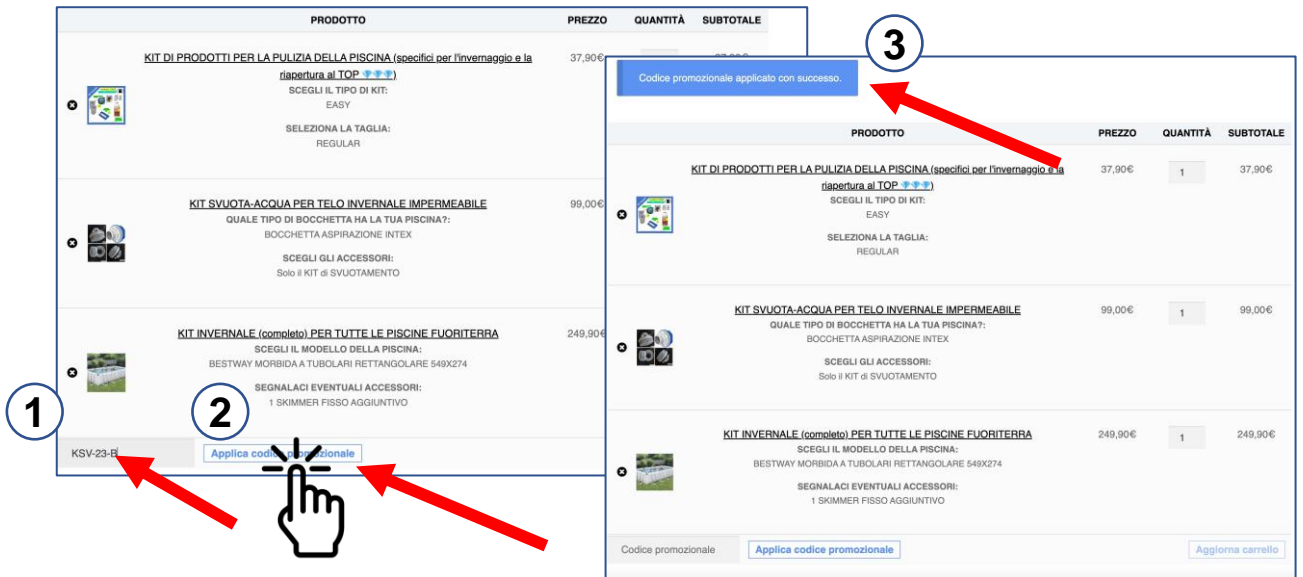 PRODOTTO PREZZO QUANTITÀ SUBTOTALE
KIT DI PRODOTTI PER LA PULIZIA DELLA PISCINA (specifici per l'invernaggio e la 37,90€
riapertura al TOP 💎💎💎)
SCEGLI IL TIPO DI KIT:
EASY
SELEZIONA LA TAGLIA:
REGULAR
KIT SVUOTA-ACQUA PER TELO INVERNALE IMPERMEABILE 99,00€
QUALE TIPO DI BOCCHETTA HA LA TUA PISCINA?:
BOCCHETTA ASPIRAZIONE INTEX
SCEGLI GLI ACCESSORI:
Solo il KIT di SVUOTAMENTO
KIT INVERNALE (completo) PER TUTTE LE PISCINE FUORITERRA 249,90€
SCEGLI IL MODELLO DELLA PISCINA:
BESTWAY MORBIDA A TUBOLARI RETTANGOLARE 549X274
SEGNALACI EVENTUALI ACCESSORI:
1 SKIMMER FISSO AGGIUNTIVO
1
2
KSV-23-B
Applica codice promozionale
3
Codice promozionale applicato con successo.
PRODOTTO PREZZO QUANTITÀ SUBTOTALE
KIT DI PRODOTTI PER LA PULIZIA DELLA PISCINA (specifici per l'invernaggio e la 37,90€ 1 37,90€
riapertura al TOP 💎💎💎)
SCEGLI IL TIPO DI KIT:
EASY
SELEZIONA LA TAGLIA:
REGULAR
KIT SVUOTA-ACQUA PER TELO INVERNALE IMPERMEABILE 99,00€ 1 99,00€
QUALE TIPO DI BOCCHETTA HA LA TUA PISCINA?:
BOCCHETTA ASPIRAZIONE INTEX
SCEGLI GLI ACCESSORI:
Solo il KIT di SVUOTAMENTO
KIT INVERNALE (completo) PER TUTTE LE PISCINE FUORITERRA 249,90€ 1 249,90€
SCEGLI IL MODELLO DELLA PISCINA:
BESTWAY MORBIDA A TUBOLARI RETTANGOLARE 549X274
SEGNALACI EVENTUALI ACCESSORI:
1 SKIMMER FISSO AGGIUNTIVO
Codice promozionale Applica codice promozionale Aggiorna carrello